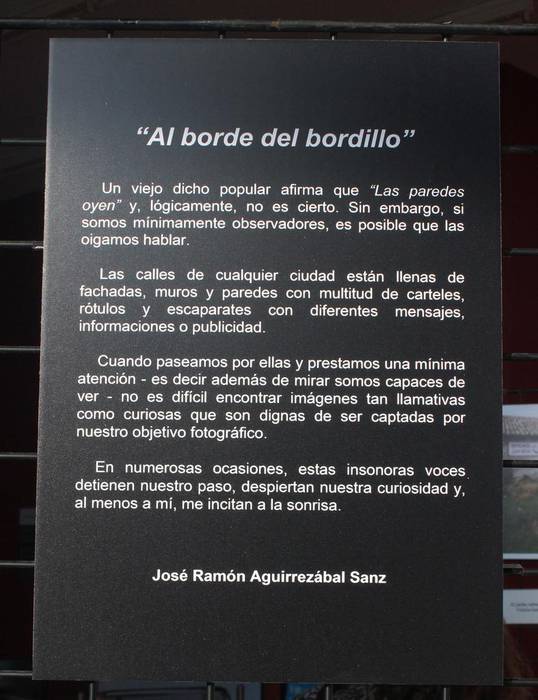 “Al borde del bordillo”
Un viejo dicho popular afirma que “Las paredes
oyen” y, lógicamente, no es cierto. Sin embargo, si
somos mínimamente observadores, es posible que las
oigamos hablar.
Las calles de cualquier ciudad están llenas de
fachadas, muros y paredes con multitud de carteles,
rótulos y escaparates con diferentes mensajes,
informaciones o publicidad.
Cuando paseamos por ellas y prestamos una mínima
atención - es decir además de mirar somos capaces de
ver - no es difícil encontrar imágenes tan llamativas
como curiosas que son dignas de ser captadas por
nuestro objetivo fotográfico.
En numerosas ocasiones, estas insonoras voces
detienen nuestro paso, despiertan nuestra curiosidad y,
al menos a mí, me incitan a la sonrisa.
José Ramón Aguirrezábal Sanz